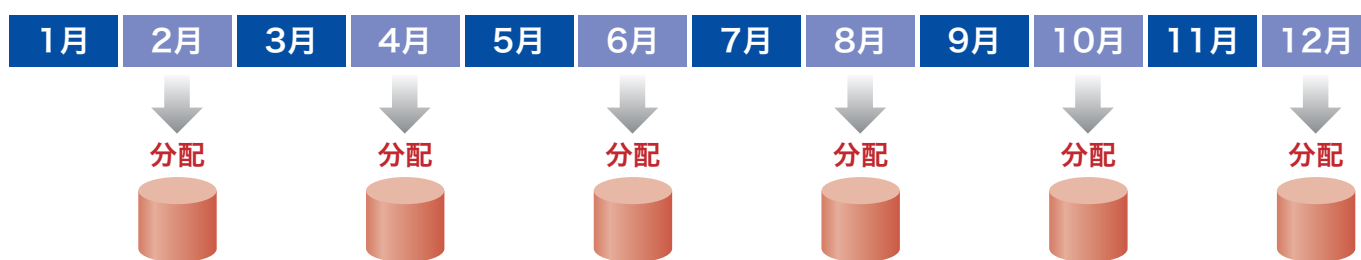 1月 2月 3月 4月 5月 6月 7月 8月 9月 10月 11月 12月
分配 分配 分配 分配 分配 分配